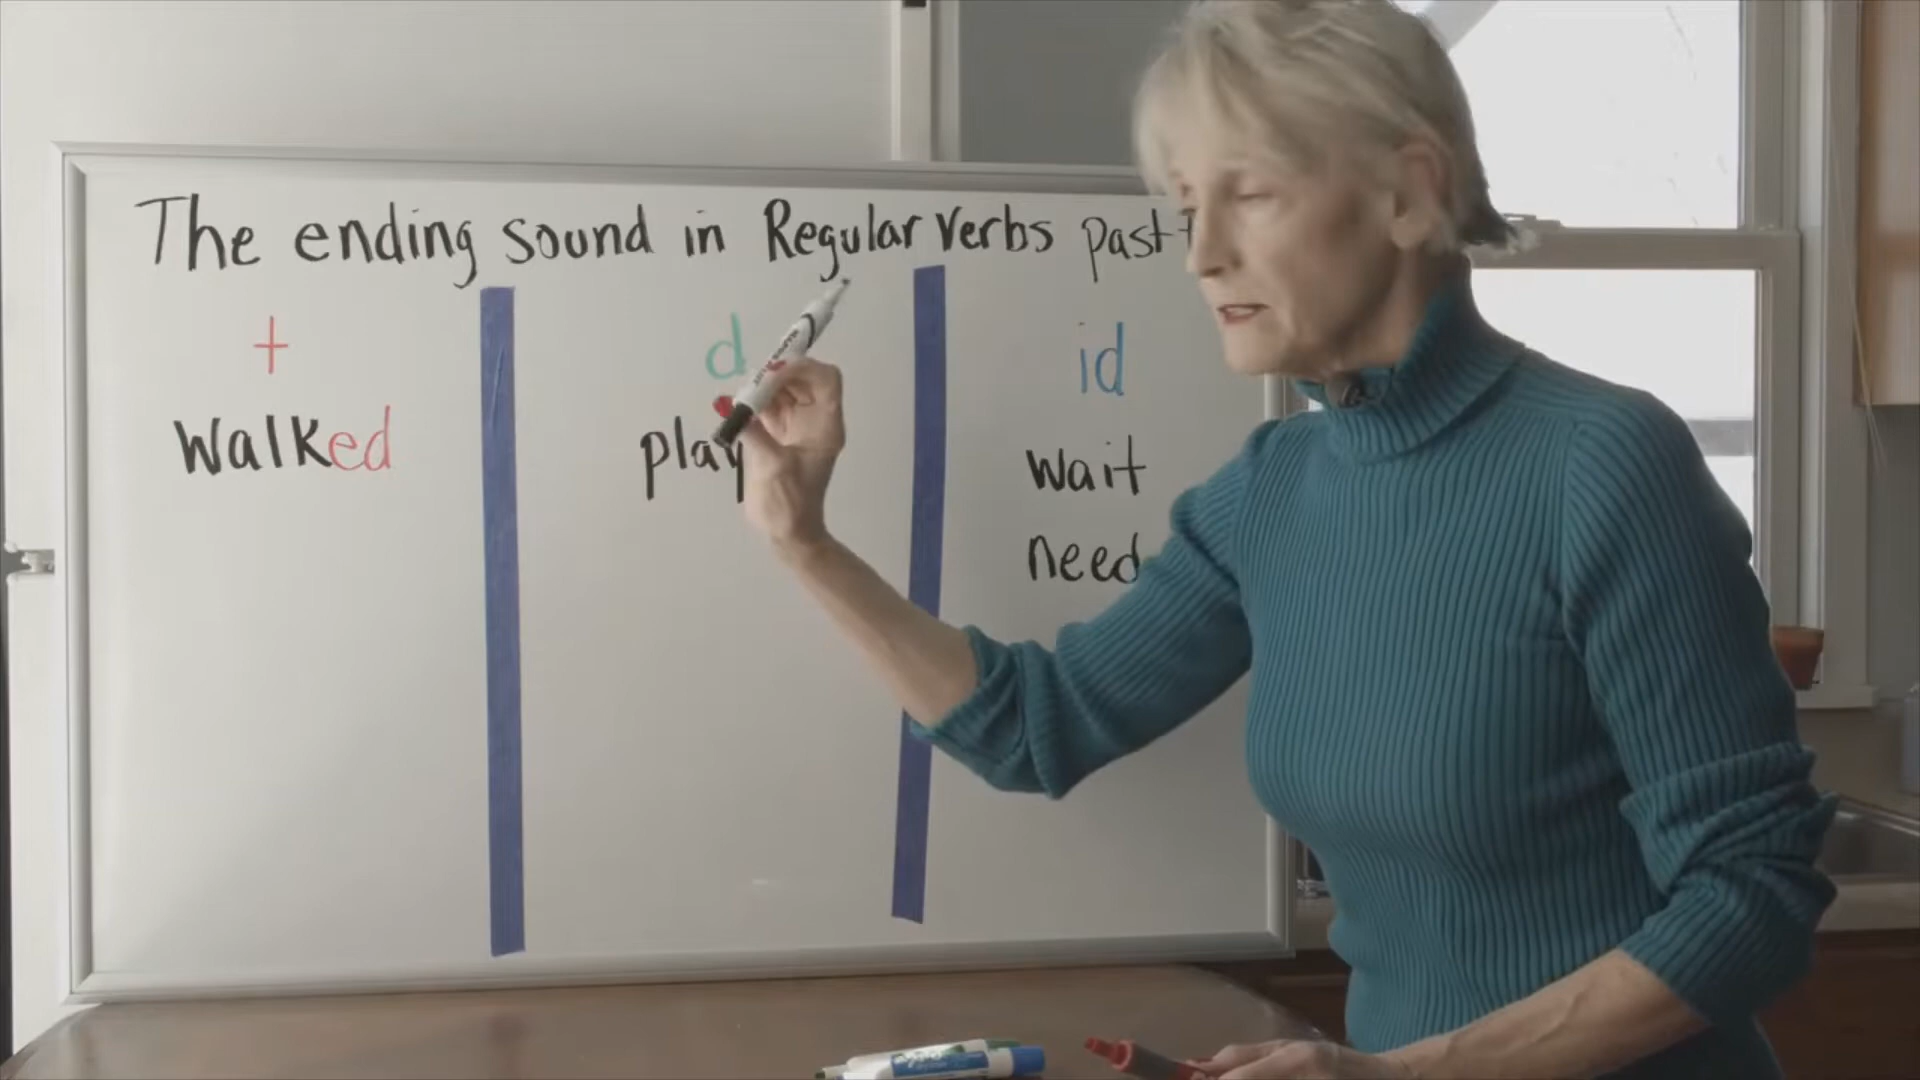 The ending sound in Regular verbs past
t d id
walked play wait
need